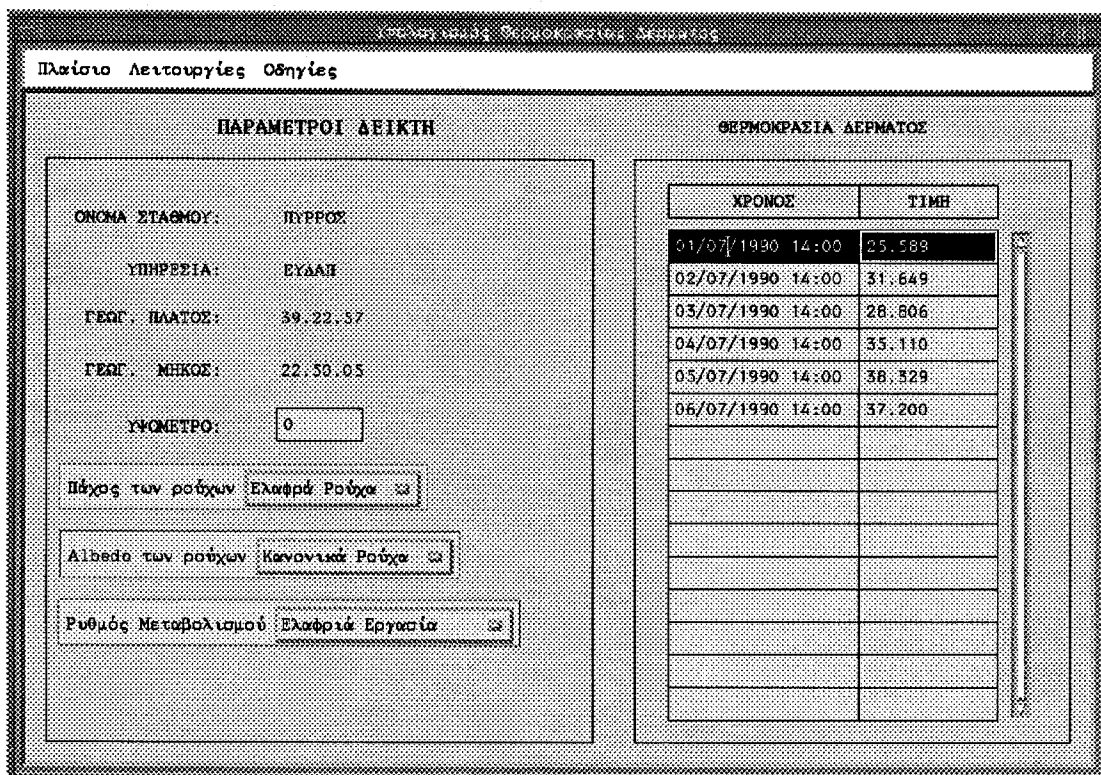 Υπολογισμός Θερμοκρασίας Δέρματος
Πλαίσιο Λειτουργίες Οδηγίες
ΠΑΡΑΜΕΤΡΟΙ ΔΕΙΚΤΗ
ΟΝΟΜΑ ΣΤΑΘΜΟΥ: ΠΥΡΡΟΣ
ΥΠΗΡΕΣΙΑ: ΕΥΔΑΠ
ΓΕΩΓ. ΠΛΑΤΟΣ: 39.22.57
ΓΕΩΓ. ΜΗΚΟΣ: 22.50.05
ΥΨΟΜΕΤΡΟ: 0
Πάχος των ρούχων Ελαφρά Ρούχα
Albedo των ρούχων Κανονικά Ρούχα
Ρυθμός Μεταβολισμού Ελαφριά Εργασία
ΘΕΡΜΟΚΡΑΣΙΑ ΔΕΡΜΑΤΟΣ
ΧΡΟΝΟΣ ΤΙΜΗ
01/07/1990 14:00 25.589
02/07/1990 14:00 31.649
03/07/1990 14:00 28.806
04/07/1990 14:00 35.110
05/07/1990 14:00 38.329
06/07/1990 14:00 37.200